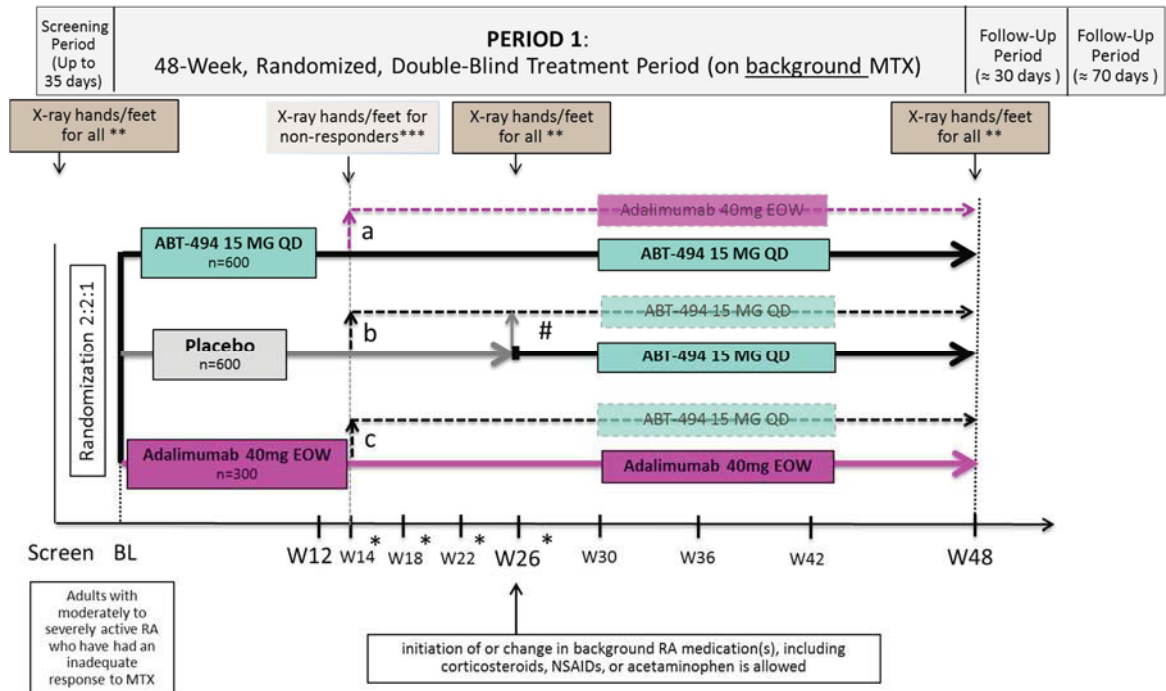 Screening
Period
(Up to
35 days)
PERIOD 1:
48-Week, Randomized, Double-Blind Treatment Period (on background MTX)
Follow-Up
Period
(≈ 30 days )
Follow-Up
Period
(≈ 70 days )
X-ray hands/feet
for all **
X-ray hands/feet for
non-responders***
X-ray hands/feet
for all **
X-ray hands/feet
for all **
Adalimumab 40mg EOW
a
ABT-494 15 MG QD
n=600
ABT-494 15 MG QD
Randomization 2:2:1
ABT-494 15 MG QD
b
#
Placebo
n=600
ABT-494 15 MG QD
ABT-494 15 MG QD
c
Adalimumab 40mg EOW
n=300
Adalimumab 40mg EOW
Screen BL W12 W14 * W18 * W22 * W26 * W30 W36 W42 W48
Adults with
moderately to
severely active RA
who have had an
inadequate
response to MTX
initiation of or change in background RA medication(s), including
corticosteroids, NSAIDs, or acetaminophen is allowed